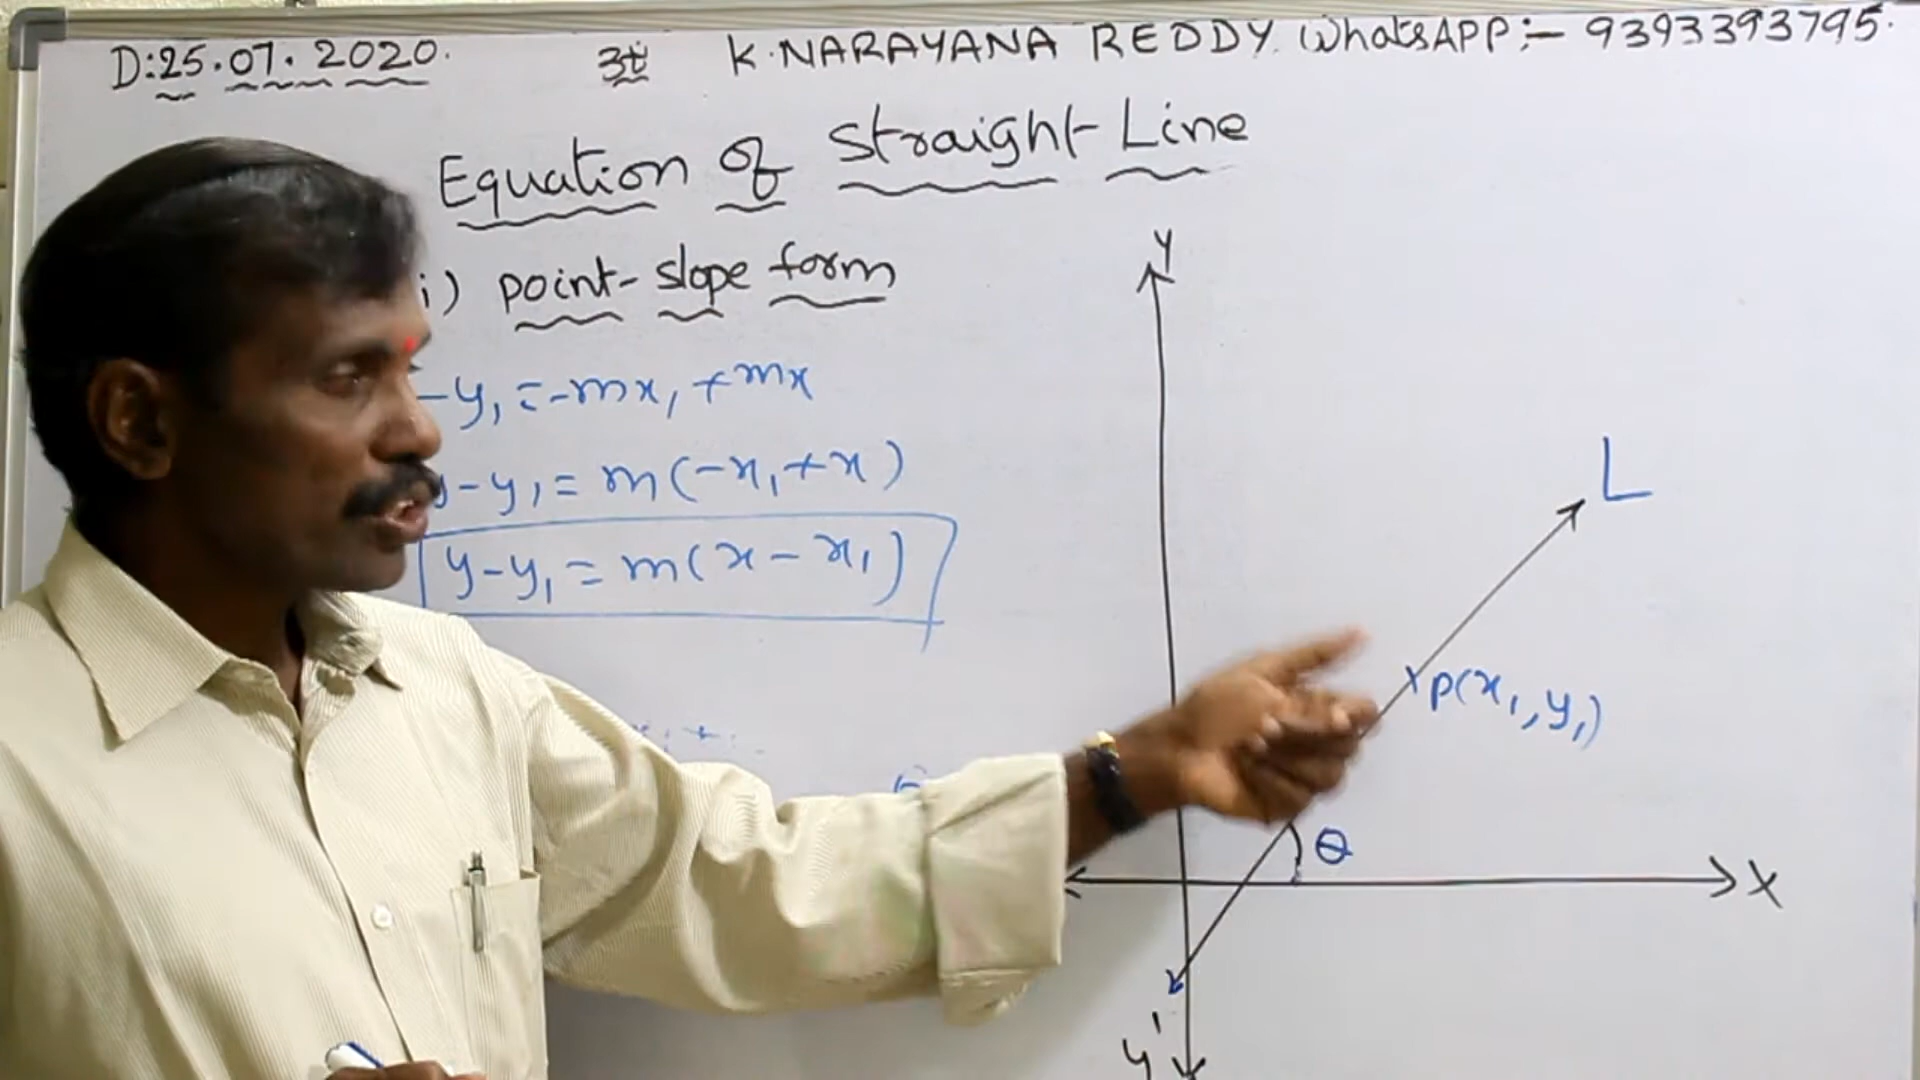 D:25.07.2020. K.NARAYANA REDDY. WhatsAPP:- 9393393795.
Equation of Straight Line
i) point-slope form
-y₁=-mx₁+mx
y-y₁=m(-x₁+x)
y-y₁=m(x-x₁)
Y
L
P(x₁,y₁)
θ
X
y'